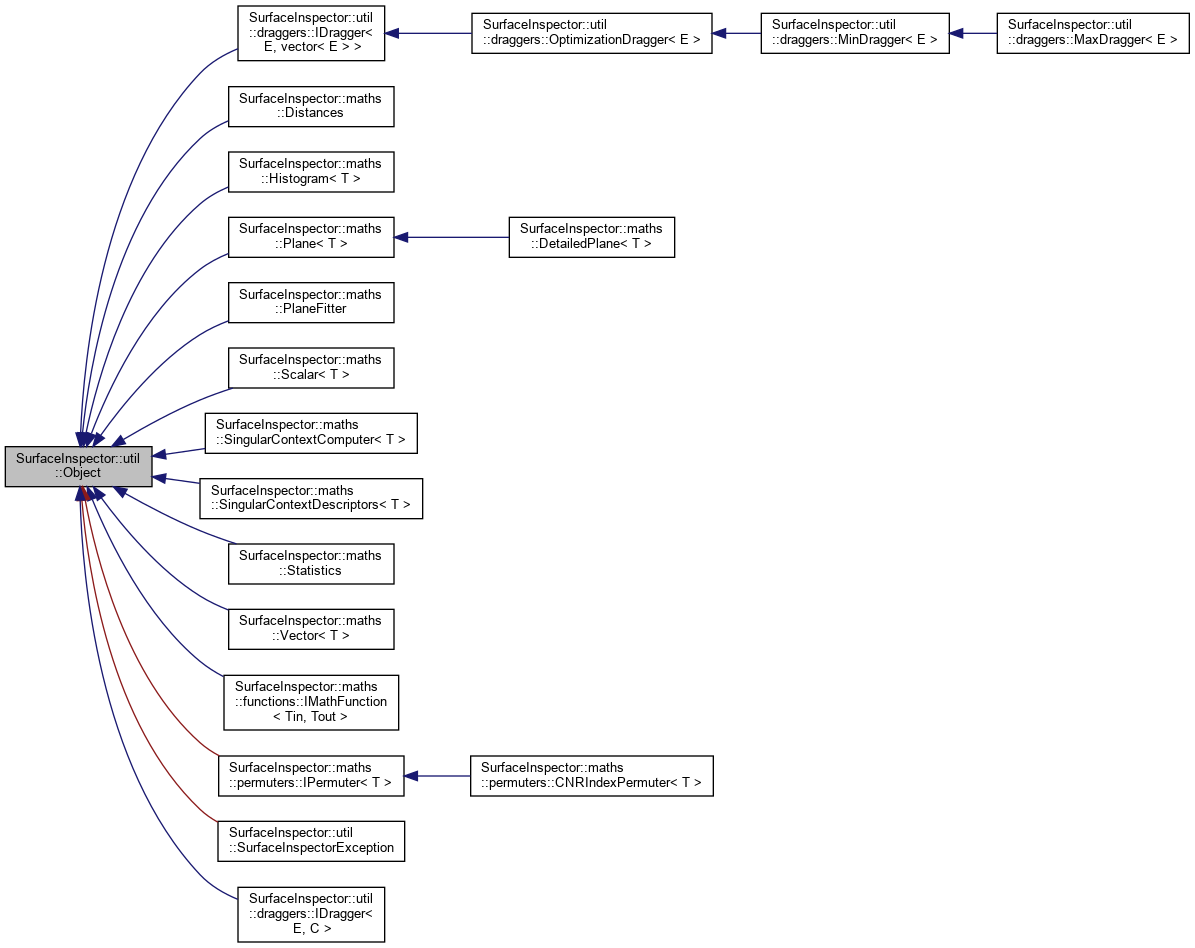 SurfaceInspector::util
::draggers::IDragger<
E, vector< E > >
SurfaceInspector::util
::draggers::OptimizationDragger< E >
SurfaceInspector::util
::draggers::MinDragger< E >
SurfaceInspector::util
::draggers::MaxDragger< E >
SurfaceInspector::maths
::Distances
SurfaceInspector::maths
::Histogram< T >
SurfaceInspector::maths
::Plane< T >
SurfaceInspector::maths
::DetailedPlane< T >
SurfaceInspector::maths
::PlaneFitter
SurfaceInspector::maths
::Scalar< T >
SurfaceInspector::maths
::SingularContextComputer< T >
SurfaceInspector::util
::Object
SurfaceInspector::maths
::SingularContextDescriptors< T >
SurfaceInspector::maths
::Statistics
SurfaceInspector::maths
::Vector< T >
SurfaceInspector::maths
::functions::IMathFunction
< Tin, Tout >
SurfaceInspector::maths
::permuters::IPermuter< T >
SurfaceInspector::maths
::permuters::CNRIndexPermuter< T >
SurfaceInspector::util
::SurfaceInspectorException
SurfaceInspector::util
::draggers::IDragger<
E, C >